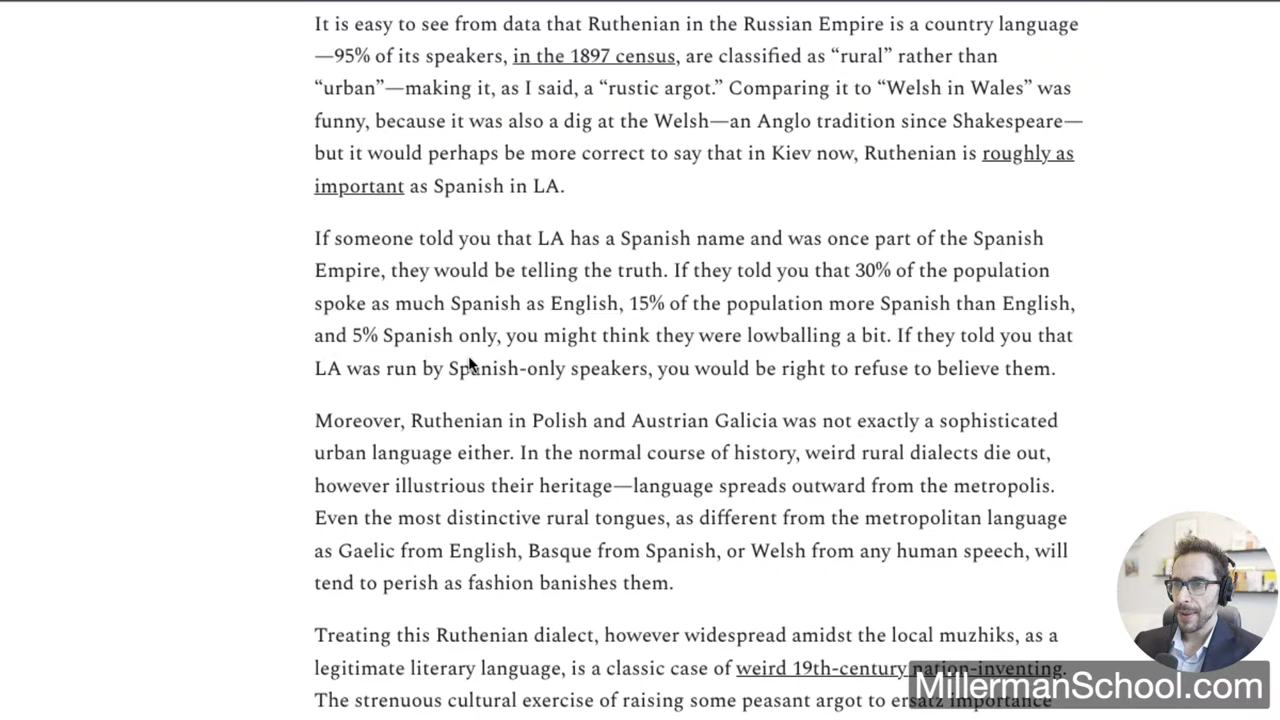 It is easy to see from data that Ruthenian in the Russian Empire is a country language
—95% of its speakers, in the 1897 census, are classified as “rural” rather than
“urban”—making it, as I said, a “rustic argot.” Comparing it to “Welsh in Wales” was
funny, because it was also a dig at the Welsh—an Anglo tradition since Shakespeare—
but it would perhaps be more correct to say that in Kiev now, Ruthenian is roughly as
important as Spanish in LA.
If someone told you that LA has a Spanish name and was once part of the Spanish
Empire, they would be telling the truth. If they told you that 30% of the population
spoke as much Spanish as English, 15% of the population more Spanish than English,
and 5% Spanish only, you might think they were lowballing a bit. If they told you that
LA was run by Spanish-only speakers, you would be right to refuse to believe them.
Moreover, Ruthenian in Polish and Austrian Galicia was not exactly a sophisticated
urban language either. In the normal course of history, weird rural dialects die out,
however illustrious their heritage—language spreads outward from the metropolis.
Even the most distinctive rural tongues, as different from the metropolitan language
as Gaelic from English, Basque from Spanish, or Welsh from any human speech, will
tend to perish as fashion banishes them.
Treating this Ruthenian dialect, however widespread amidst the local muzhiks, as a
legitimate literary language, is a classic case of weird 19th-century nation-inventing.
The strenuous cultural exercise of raising some peasant argot to ersatz importance
MillermanSchool.com